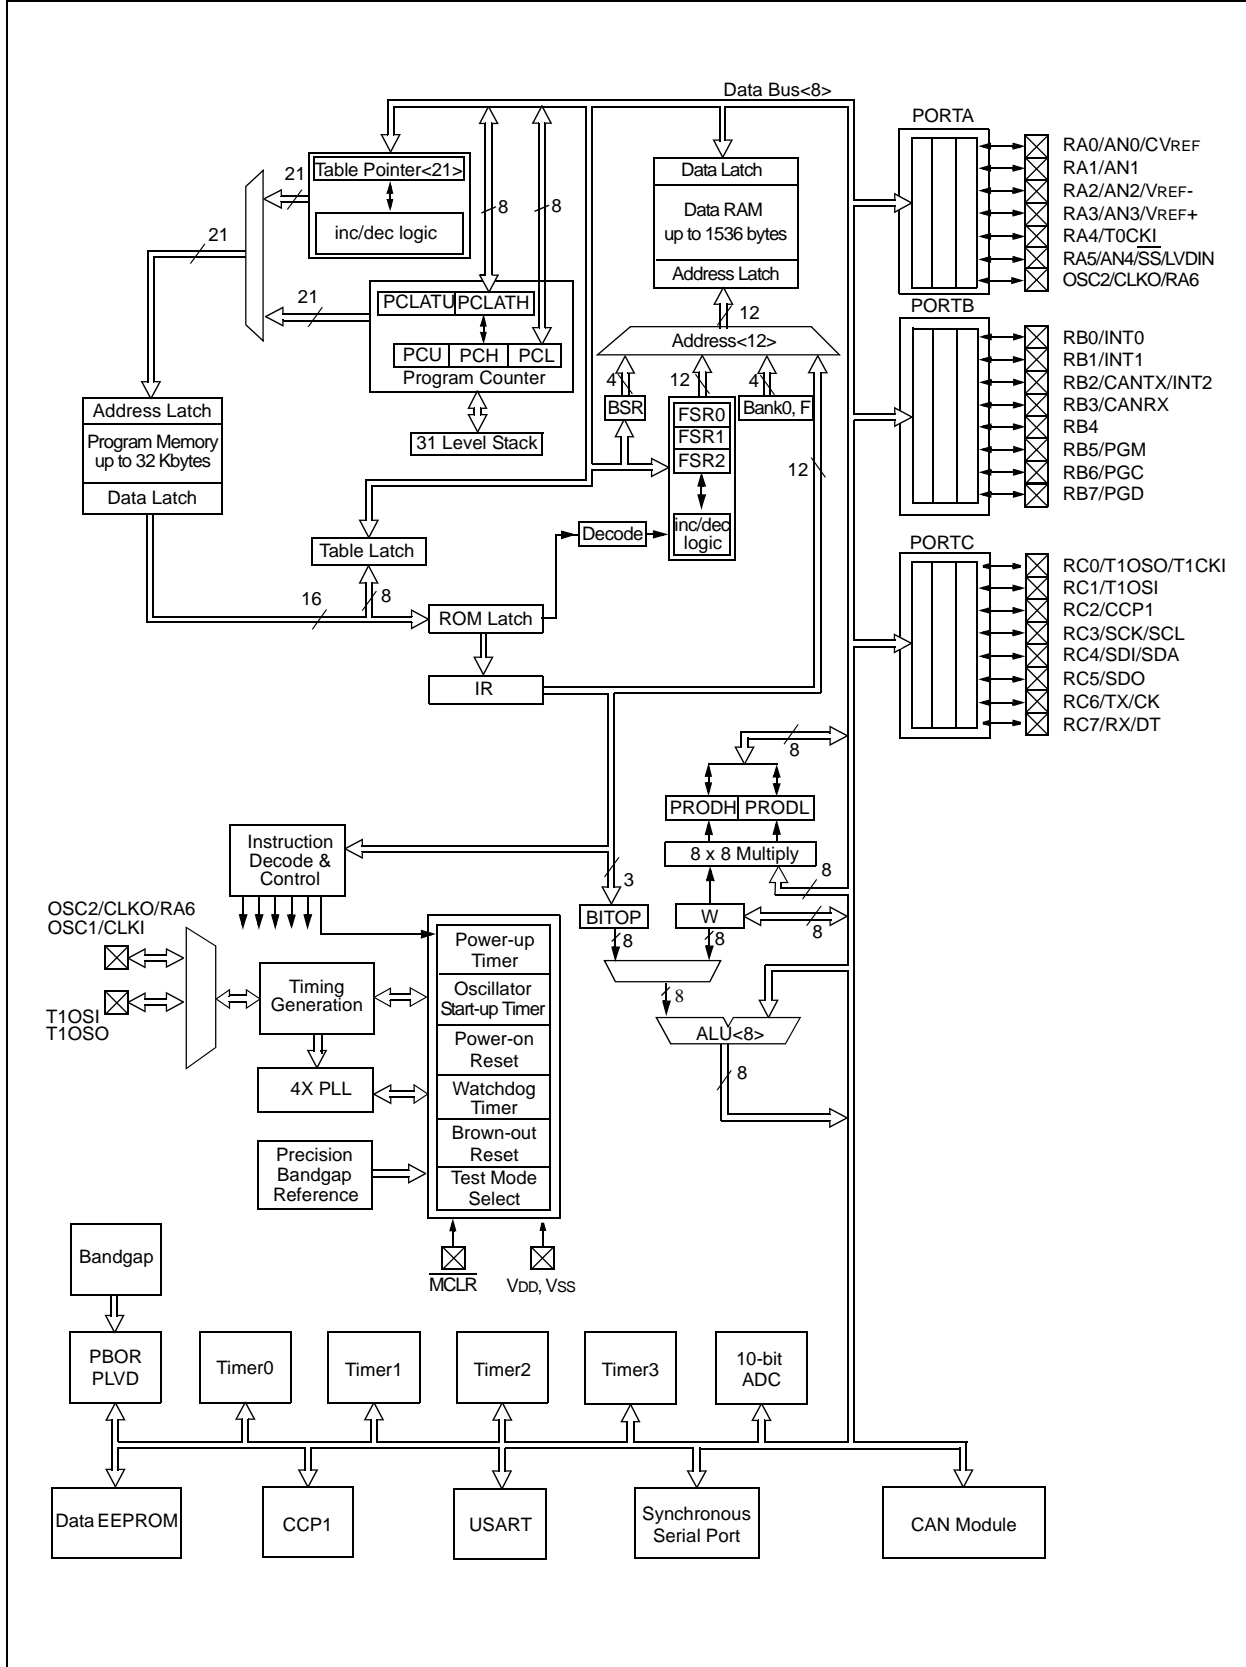 Data Bus<8>
21
Table Pointer<21>
inc/dec logic
8
8
21
21
PCLATU
PCLATH
PCU
PCH
PCL
Program Counter
31 Level Stack
Address Latch
Program Memory
up to 32 Kbytes
Data Latch
16
8
Table Latch
ROM Latch
IR
Decode
Data Latch
Data RAM
up to 1536 bytes
Address Latch
12
Address<12>
4
12
4
BSR
FSR0
FSR1
FSR2
inc/dec
logic
Bank0, F
12
PORTA
RA0/AN0/CVREF
RA1/AN1
RA2/AN2/VREF-
RA3/AN3/VREF+
RA4/T0CKI
RA5/AN4/SS/LVDIN
OSC2/CLKO/RA6
PORTB
RB0/INT0
RB1/INT1
RB2/CANTX/INT2
RB3/CANRX
RB4
RB5/PGM
RB6/PGC
RB7/PGD
PORTC
RC0/T1OSO/T1CKI
RC1/T1OSI
RC2/CCP1
RC3/SCK/SCL
RC4/SDI/SDA
RC5/SDO
RC6/TX/CK
RC7/RX/DT
8
PRODH
PRODL
8 x 8 Multiply
8
3
BITOP
W
8
8
8
8
ALU<8>
8
Instruction
Decode &
Control
OSC2/CLKO/RA6
OSC1/CLKI
T1OSI
T1OSO
Timing
Generation
4X PLL
Precision
Bandgap
Reference
Power-up
Timer
Oscillator
Start-up Timer
Power-on
Reset
Watchdog
Timer
Brown-out
Reset
Test Mode
Select
MCLR
VDD, VSS
Bandgap
PBOR
PLVD
Timer0
Timer1
Timer2
Timer3
10-bit
ADC
Data EEPROM
CCP1
USART
Synchronous
Serial Port
CAN Module